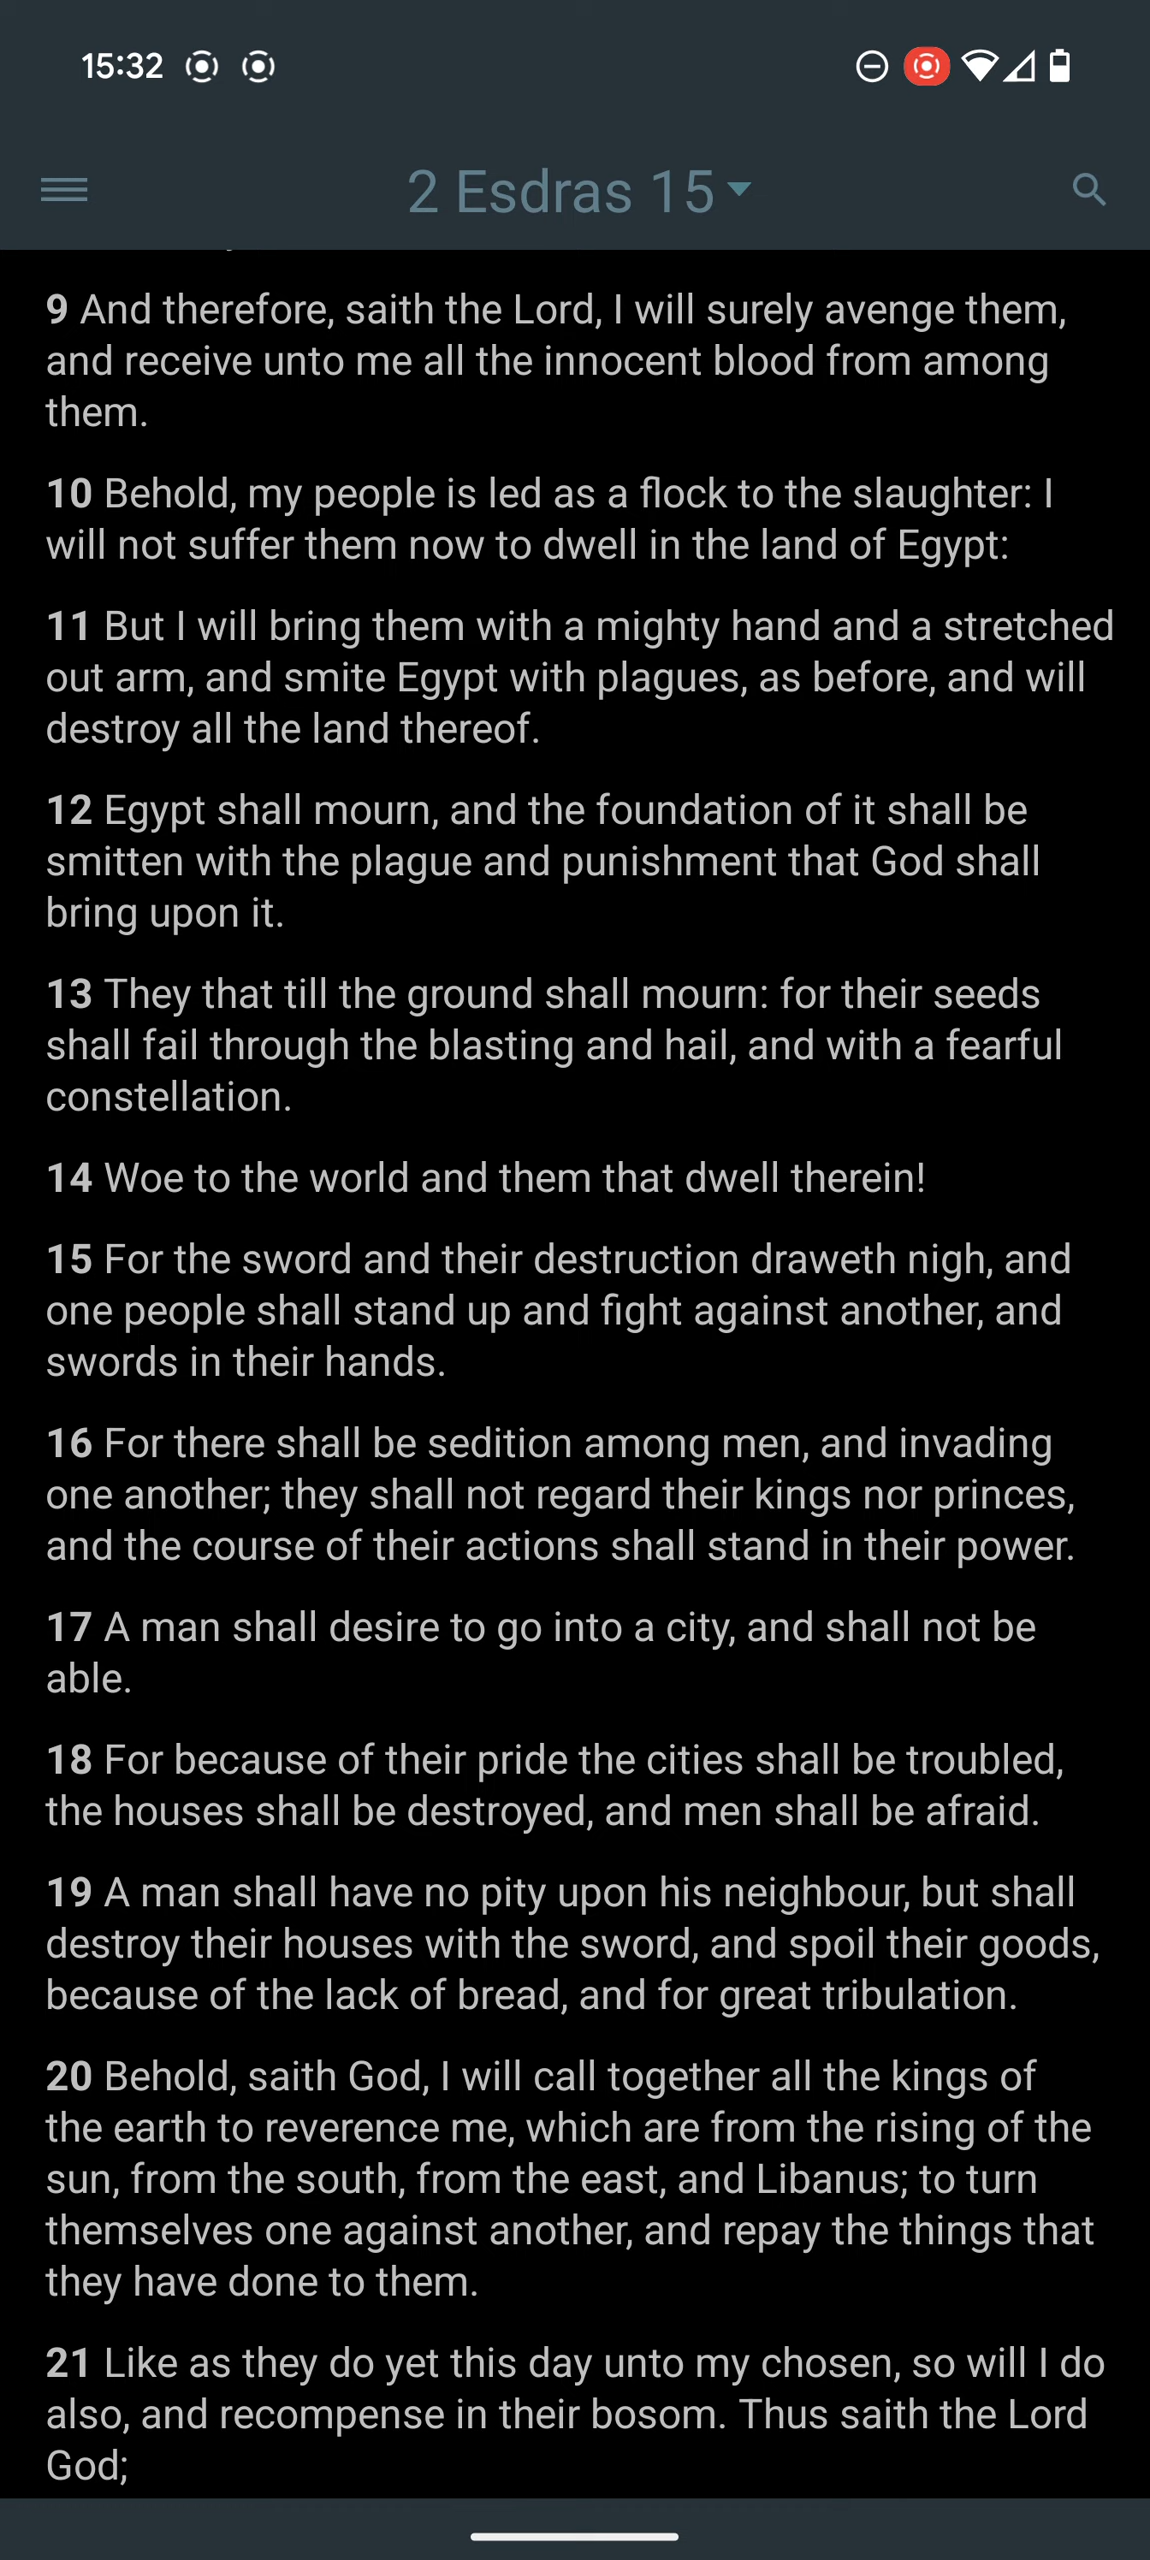 15:32
2 Esdras 15
9 And therefore, saith the Lord, I will surely avenge them,
and receive unto me all the innocent blood from among
them.
10 Behold, my people is led as a flock to the slaughter: I
will not suffer them now to dwell in the land of Egypt:
11 But I will bring them with a mighty hand and a stretched
out arm, and smite Egypt with plagues, as before, and will
destroy all the land thereof.
12 Egypt shall mourn, and the foundation of it shall be
smitten with the plague and punishment that God shall
bring upon it.
13 They that till the ground shall mourn: for their seeds
shall fail through the blasting and hail, and with a fearful
constellation.
14 Woe to the world and them that dwell therein!
15 For the sword and their destruction draweth nigh, and
one people shall stand up and fight against another, and
swords in their hands.
16 For there shall be sedition among men, and invading
one another; they shall not regard their kings nor princes,
and the course of their actions shall stand in their power.
17 A man shall desire to go into a city, and shall not be
able.
18 For because of their pride the cities shall be troubled,
the houses shall be destroyed, and men shall be afraid.
19 A man shall have no pity upon his neighbour, but shall
destroy their houses with the sword, and spoil their goods,
because of the lack of bread, and for great tribulation.
20 Behold, saith God, I will call together all the kings of
the earth to reverence me, which are from the rising of the
sun, from the south, from the east, and Libanus; to turn
themselves one against another, and repay the things that
they have done to them.
21 Like as they do yet this day unto my chosen, so will I do
also, and recompense in their bosom. Thus saith the Lord
God;